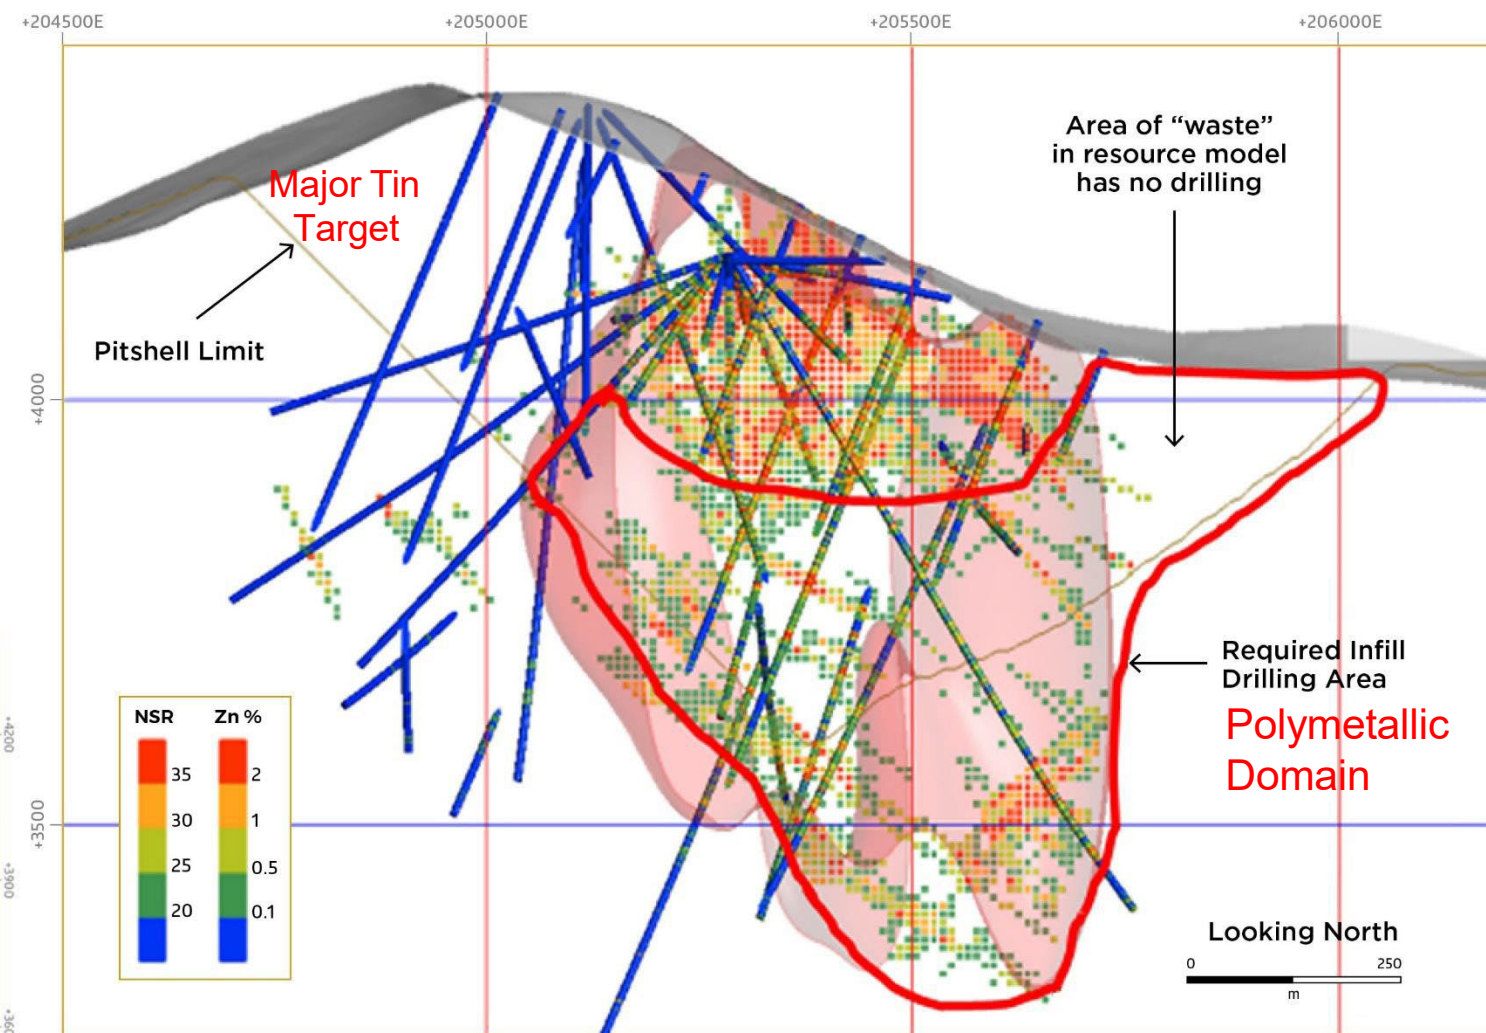 +204500E
+205000E
+205500E
+206000E
Area of “waste”
in resource model
has no drilling
Major Tin
Target
Pitshell Limit
+4000
Required Infill
Drilling Area
Polymetallic
Domain
NSR
Zn %
35
2
30
1
25
0.5
20
0.1
+4200
+3500
+3900
Looking North
0
250
m